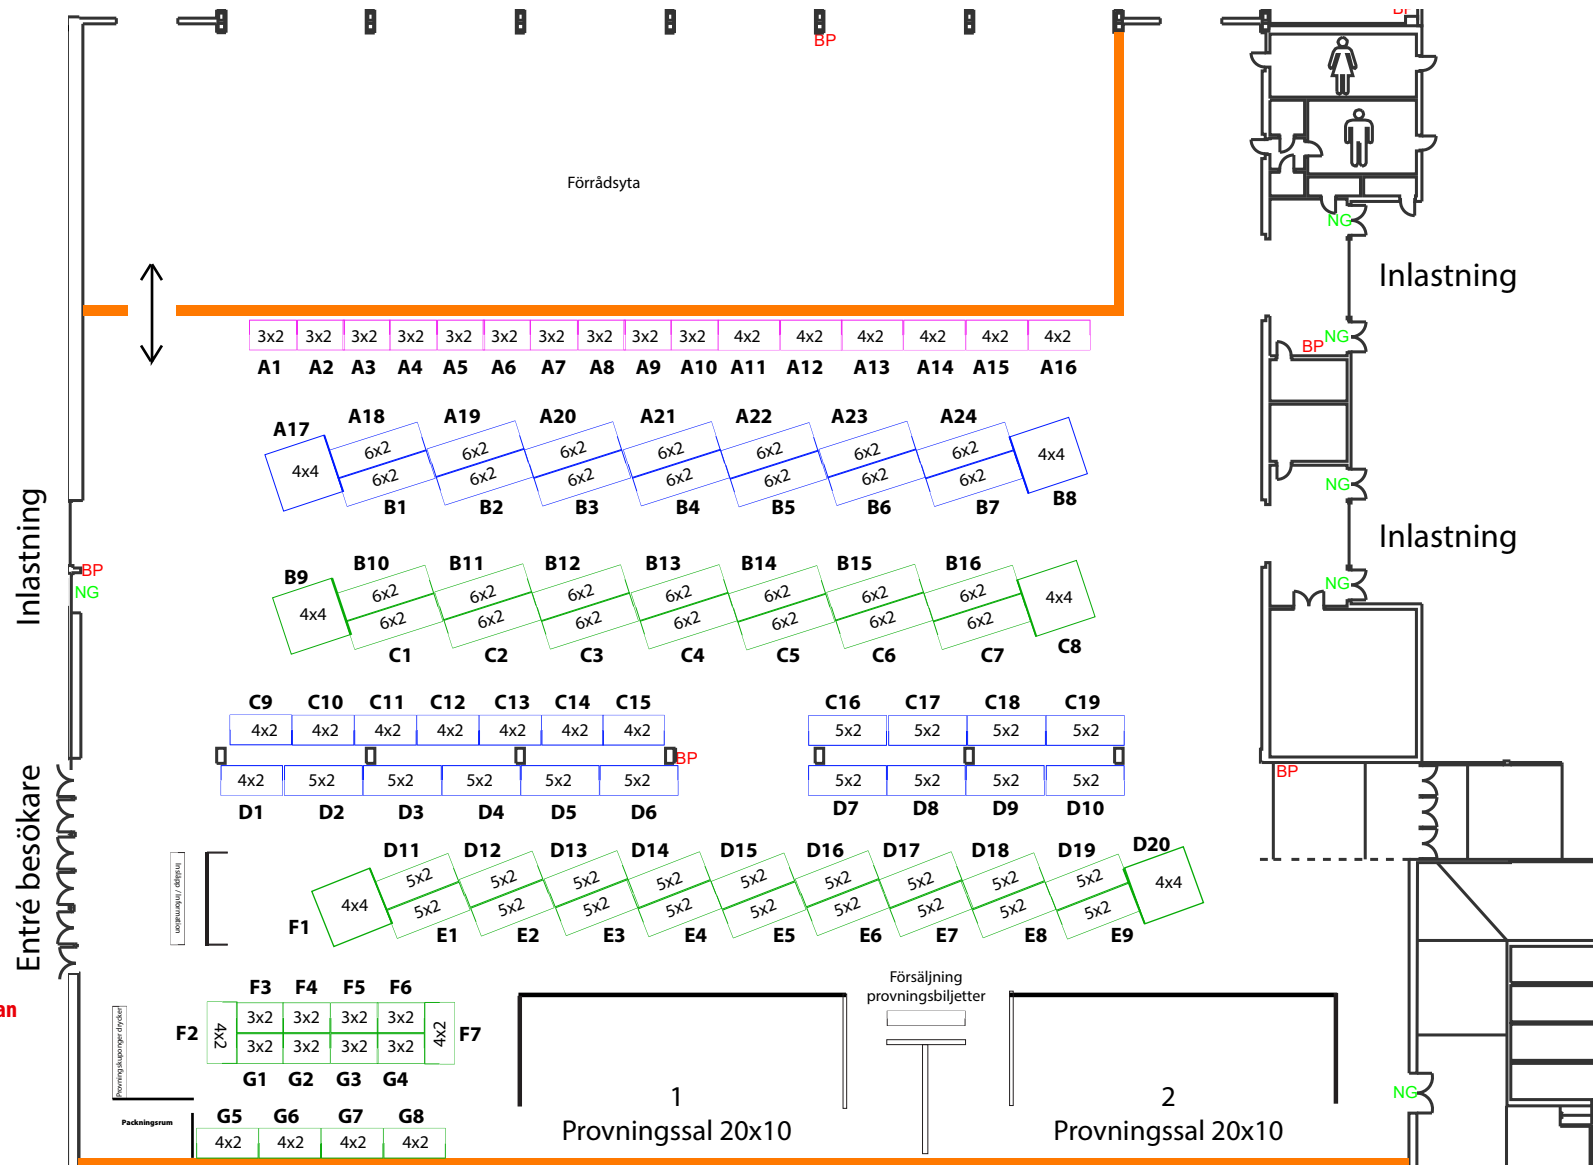 BP
BP
Förrådsyta
NG
Inlastning
3x2 3x2 3x2 3x2 3x2 3x2 3x2 3x2 3x2 3x2 4x2 4x2 4x2 4x2 4x2 4x2
BP NG
A1 A2 A3 A4 A5 A6 A7 A8 A9 A10 A11 A12 A13 A14 A15 A16
A17 A18 A19 A20 A21 A22 A23 A24
4x4 6x2 6x2 6x2 6x2 6x2 6x2 6x2 4x4
6x2 6x2 6x2 6x2 6x2 6x2 6x2
B1 B2 B3 B4 B5 B6 B7 B8
NG
Inlastning
Inlastning
BP
NG
NG
B9 B10 B11 B12 B13 B14 B15 B16
4x4 6x2 6x2 6x2 6x2 6x2 6x2 6x2 4x4
6x2 6x2 6x2 6x2 6x2 6x2 6x2
C1 C2 C3 C4 C5 C6 C7 C8
C9 C10 C11 C12 C13 C14 C15 C16 C17 C18 C19
4x2 4x2 4x2 4x2 4x2 4x2 4x2 5x2 5x2 5x2 5x2
BP
BP
4x2 5x2 5x2 5x2 5x2 5x2 5x2 5x2 5x2 5x2
D1 D2 D3 D4 D5 D6 D7 D8 D9 D10
Entré besökare
Insläpp / Information
D11 D12 D13 D14 D15 D16 D17 D18 D19 D20
4x4 5x2 5x2 5x2 5x2 5x2 5x2 5x2 5x2 5x2 4x4
5x2 5x2 5x2 5x2 5x2 5x2 5x2 5x2 5x2
F1 E1 E2 E3 E4 E5 E6 E7 E8 E9
Försäljning
provningsbiljetter
an
F3 F4 F5 F6
F2 4x2 3x2 3x2 3x2 3x2 4x2 F7
3x2 3x2 3x2 3x2
G1 G2 G3 G4
Provningskuponger drycker
Packningsrum
G5 G6 G7 G8
4x2 4x2 4x2 4x2
1
Provningssal 20x10
2
Provningssal 20x10
NG